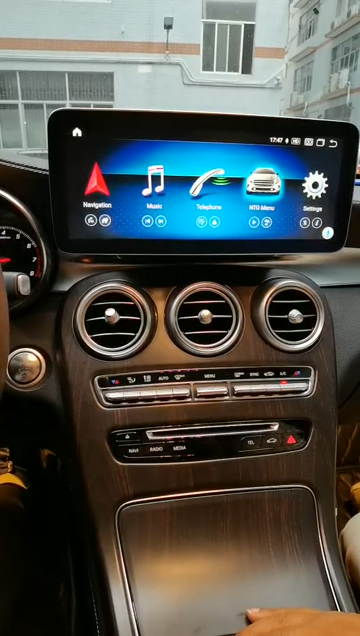 17:47
Navigation Music Telephone NTG Menu Settings
AUTO MENU SYNC A/C
NAVI RADIO MEDIA TEL